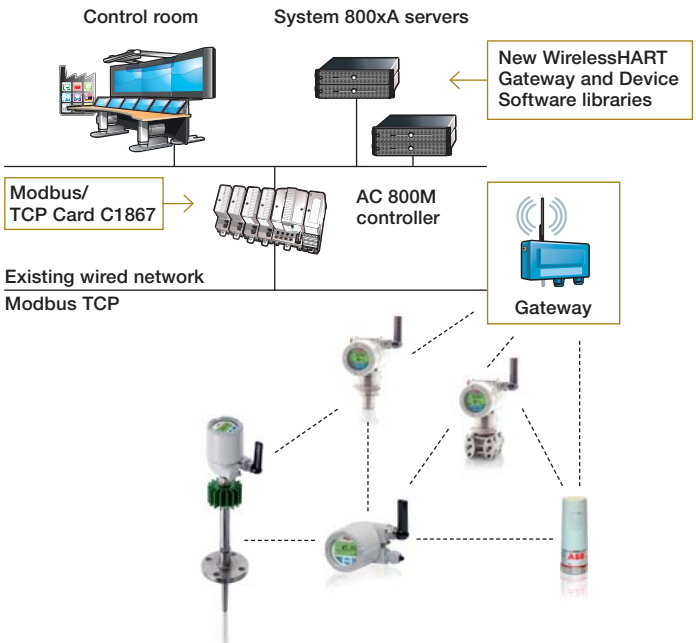 Control room
System 800xA servers
New WirelessHART
Gateway and Device
Software libraries
Modbus/
TCP Card C1867
AC 800M
controller
Existing wired network
Modbus TCP
Gateway
ABB